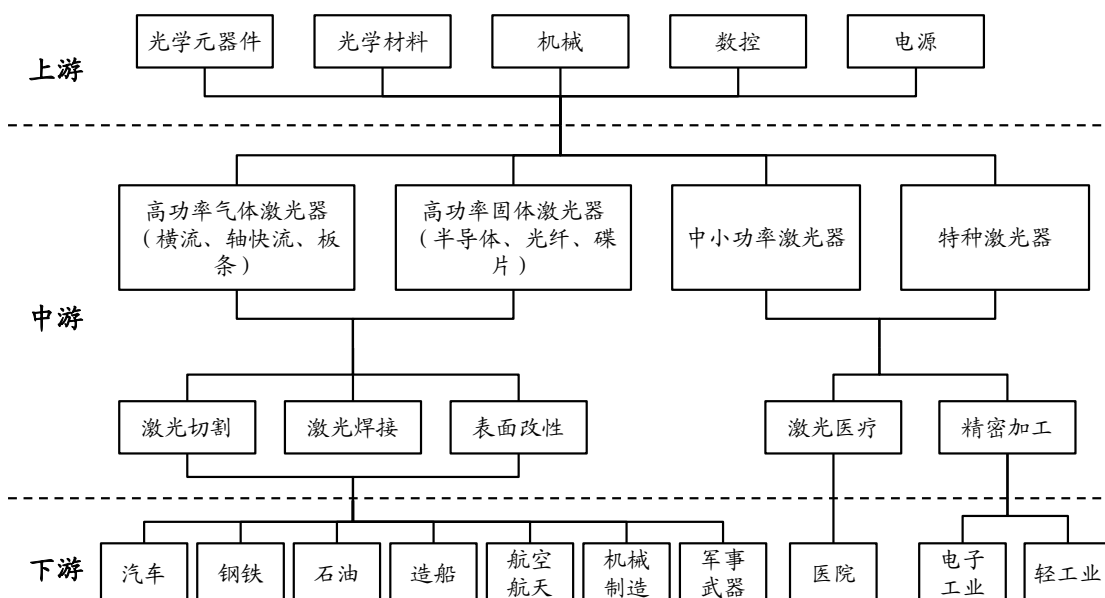 光学元器件
光学材料
机械
数控
电源
上游
高功率气体激光器
（横流、轴快流、板
条）
高功率固体激光器
（半导体、光纤、碟
片）
中小功率激光器
特种激光器
中游
激光切割
激光焊接
表面改性
激光医疗
精密加工
下游
汽车
钢铁
石油
造船
航空
航天
机械
制造
军事
武器
医院
电子
工业
轻工业